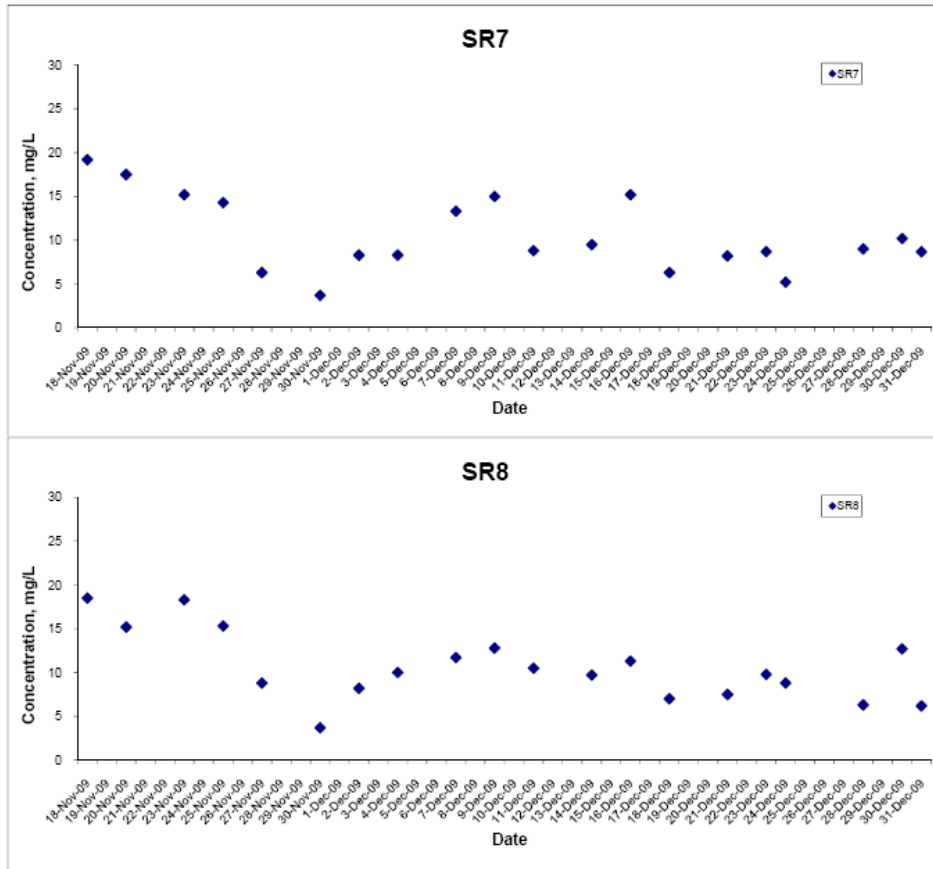 SR7
SR7
30
25
20
15
10
5
0
Concentration, mg/L
18-Nov-09 19-Nov-09 20-Nov-09 21-Nov-09 22-Nov-09 23-Nov-09 24-Nov-09 25-Nov-09 26-Nov-09 27-Nov-09 28-Nov-09 29-Nov-09 30-Nov-09 1-Dec-09 2-Dec-09 3-Dec-09 4-Dec-09 5-Dec-09 6-Dec-09 7-Dec-09 8-Dec-09 9-Dec-09 10-Dec-09 11-Dec-09 12-Dec-09 13-Dec-09 14-Dec-09 15-Dec-09 16-Dec-09 17-Dec-09 18-Dec-09 19-Dec-09 20-Dec-09 21-Dec-09 22-Dec-09 23-Dec-09 24-Dec-09 25-Dec-09 26-Dec-09 27-Dec-09 28-Dec-09 29-Dec-09 30-Dec-09 31-Dec-09
Date
SR8
SR8
30
25
20
15
10
5
0
Concentration, mg/L
18-Nov-09 19-Nov-09 20-Nov-09 21-Nov-09 22-Nov-09 23-Nov-09 24-Nov-09 25-Nov-09 26-Nov-09 27-Nov-09 28-Nov-09 29-Nov-09 30-Nov-09 1-Dec-09 2-Dec-09 3-Dec-09 4-Dec-09 5-Dec-09 6-Dec-09 7-Dec-09 8-Dec-09 9-Dec-09 10-Dec-09 11-Dec-09 12-Dec-09 13-Dec-09 14-Dec-09 15-Dec-09 16-Dec-09 17-Dec-09 18-Dec-09 19-Dec-09 20-Dec-09 21-Dec-09 22-Dec-09 23-Dec-09 24-Dec-09 25-Dec-09 26-Dec-09 27-Dec-09 28-Dec-09 29-Dec-09 30-Dec-09 31-Dec-09
Date